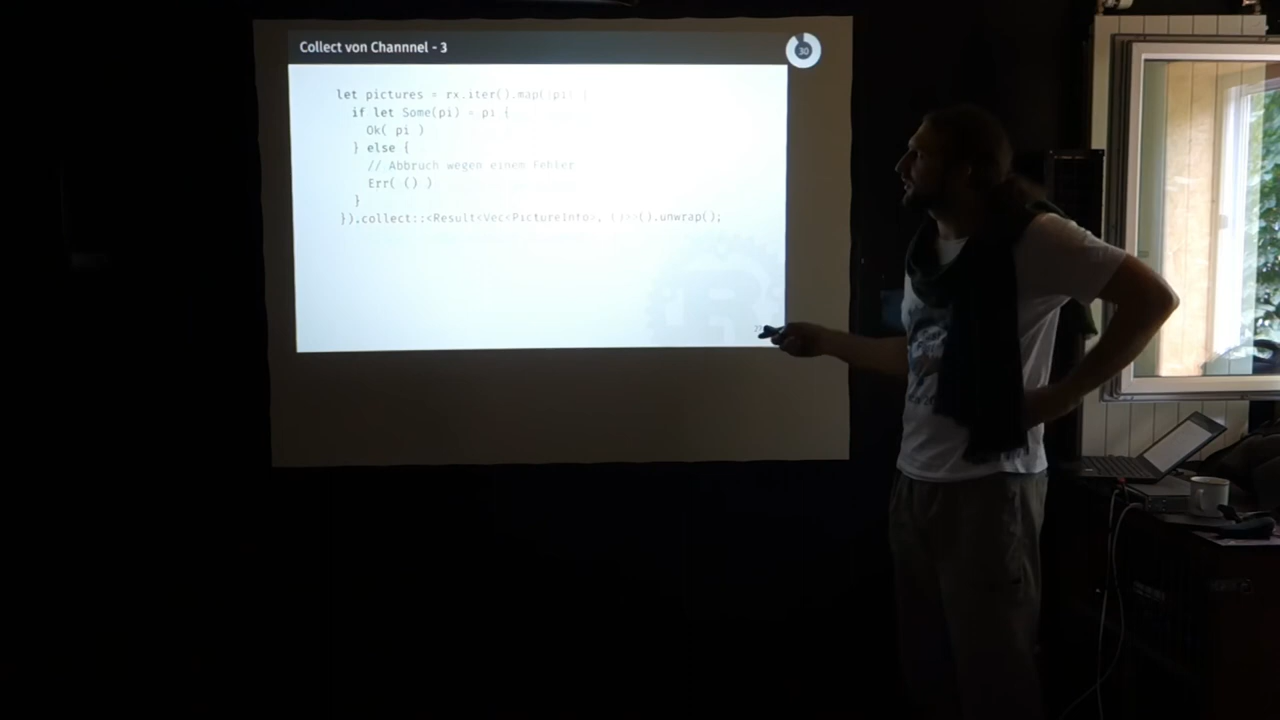 Collect von Channnel - 3
30
let pictures = rx.iter().map(|pi| {
if let Some(pi) = pi {
Ok( pi )
} else {
// Abbruch wegen einem Fehler
Err( () )
}
}).collect::<Result<Vec<PictureInfo>, ()>>().unwrap();